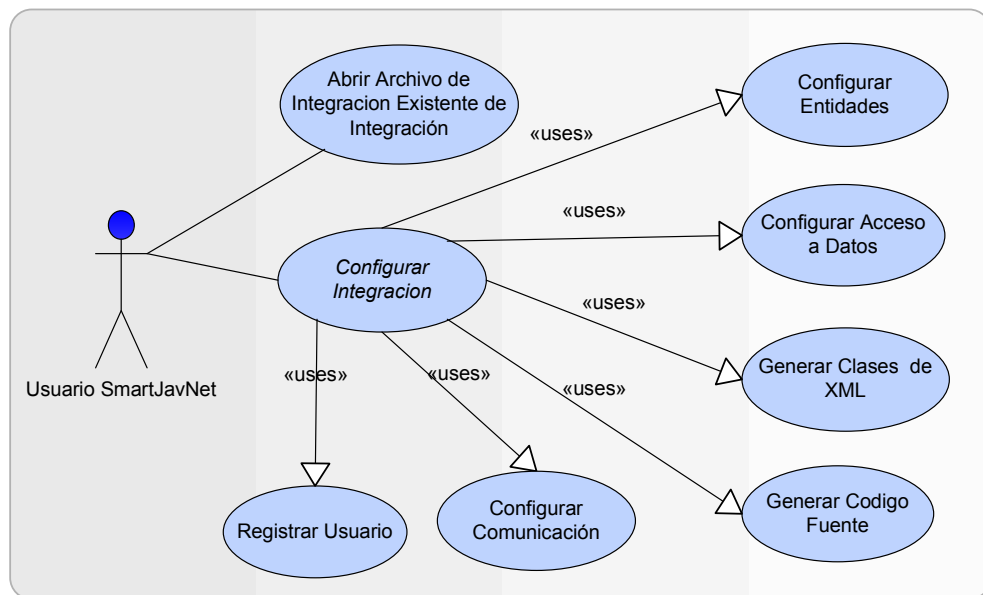 Abrir Archivo de
Integracion Existente de
Integración
Configurar
Entidades
«uses»
«uses»
Configurar Acceso
a Datos
Configurar
Integracion
«uses»
Usuario SmartJavNet
«uses»
«uses»
«uses»
Generar Clases de
XML
Registrar Usuario
Configurar
Comunicación
Generar Codigo
Fuente